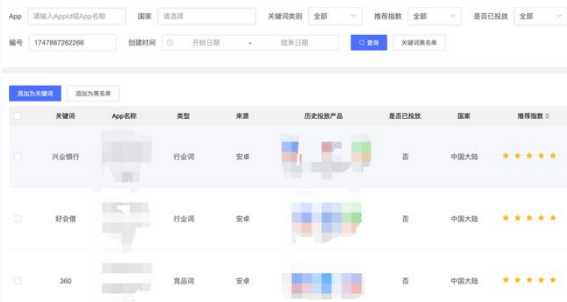 App 请输入AppId或App名称 国家 请选择 关键词类别 全部 推荐指数 全部 是否已投放 全部
编号 1747887262266 创建时间 开始日期 - 结束日期 查询 关键词黑名单
添加为关键词 添加为黑名单
关键词 App名称 类型 来源 历史投放产品 是否已投放 国家 推荐指数
兴业银行 行业词 安卓 否 中国大陆
好会借 行业词 安卓 否 中国大陆
360 竞品词 安卓 否 中国大陆